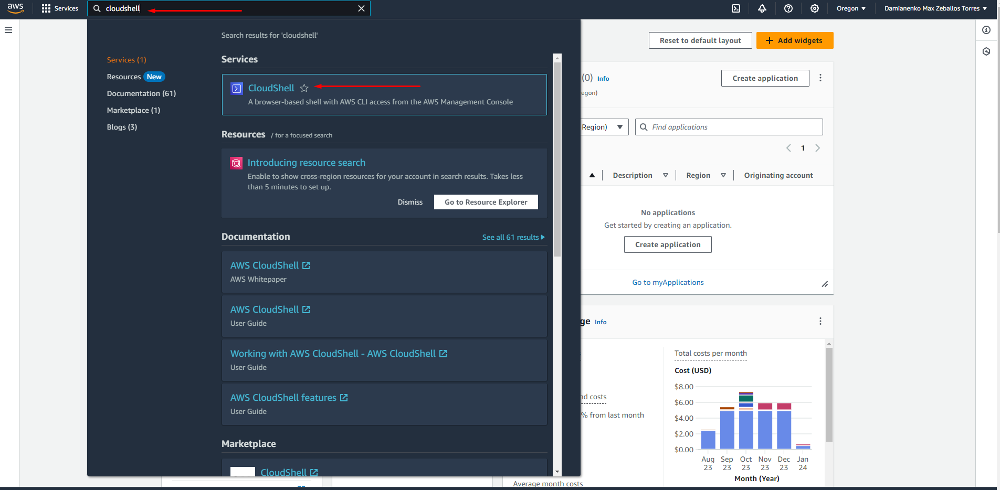 aws
Services
cloudshell
Oregon
Damianenko Max Zeballos Torres
Search results for 'cloudshell'
Services (1)
Resources New
Documentation (61)
Marketplace (1)
Blogs (3)
Services
CloudShell
A browser-based shell with AWS CLI access from the AWS Management Console
Resources / for a focused search
Introducing resource search
Enable to show cross-region resources for your account in search results. Takes less
than 5 minutes to set up.
Dismiss
Go to Resource Explorer
Documentation
See all 61 results
AWS CloudShell
AWS Whitepaper
AWS CloudShell
User Guide
Working with AWS CloudShell - AWS CloudShell
User Guide
AWS CloudShell features
User Guide
Marketplace
CloudShell
Reset to default layout
+ Add widgets
(0) Info
egon)
Create application
Region)
Find applications
1
Description
Region
Originating account
No applications
Get started by creating an application.
Create application
Go to myApplications
ge Info
nd costs
% from last month
Average month costs
Total costs per month
Cost (USD)
$8.00
$6.00
$4.00
$2.00
$0.00
Aug 23
Sep 23
Oct 23
Nov 23
Dec 23
Jan 24
Month (Year)